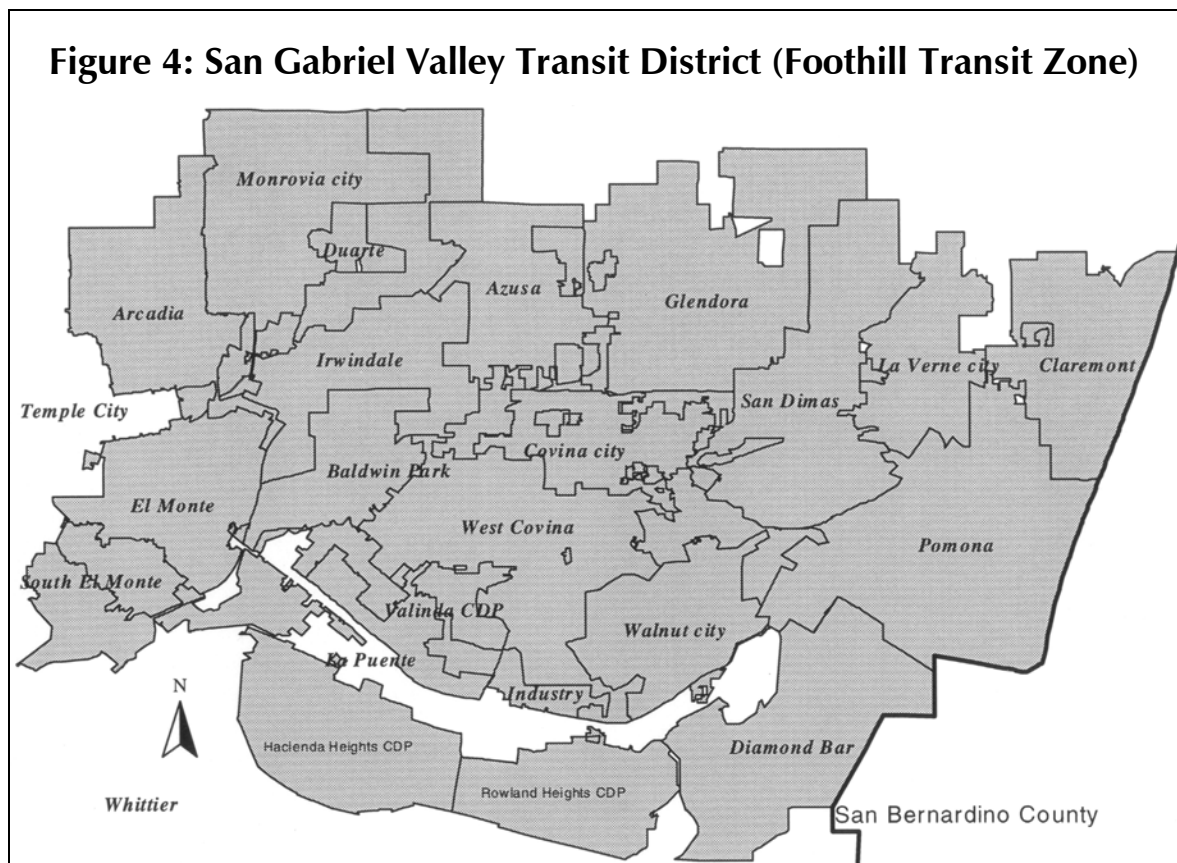 Figure 4: San Gabriel Valley Transit District (Foothill Transit Zone)
Monrovia city
Duarte
Azusa
Glendora
Arcadia
Irwindale
La Verne city
Claremont
Temple City
San Dimas
Covina city
Baldwin Park
El Monte
West Covina
Pomona
South El Monte
Valinda CDP
Walnut city
La Puente
N
Industry
Hacienda Heights CDP
Diamond Bar
Rowland Heights CDP
Whittier
San Bernardino County